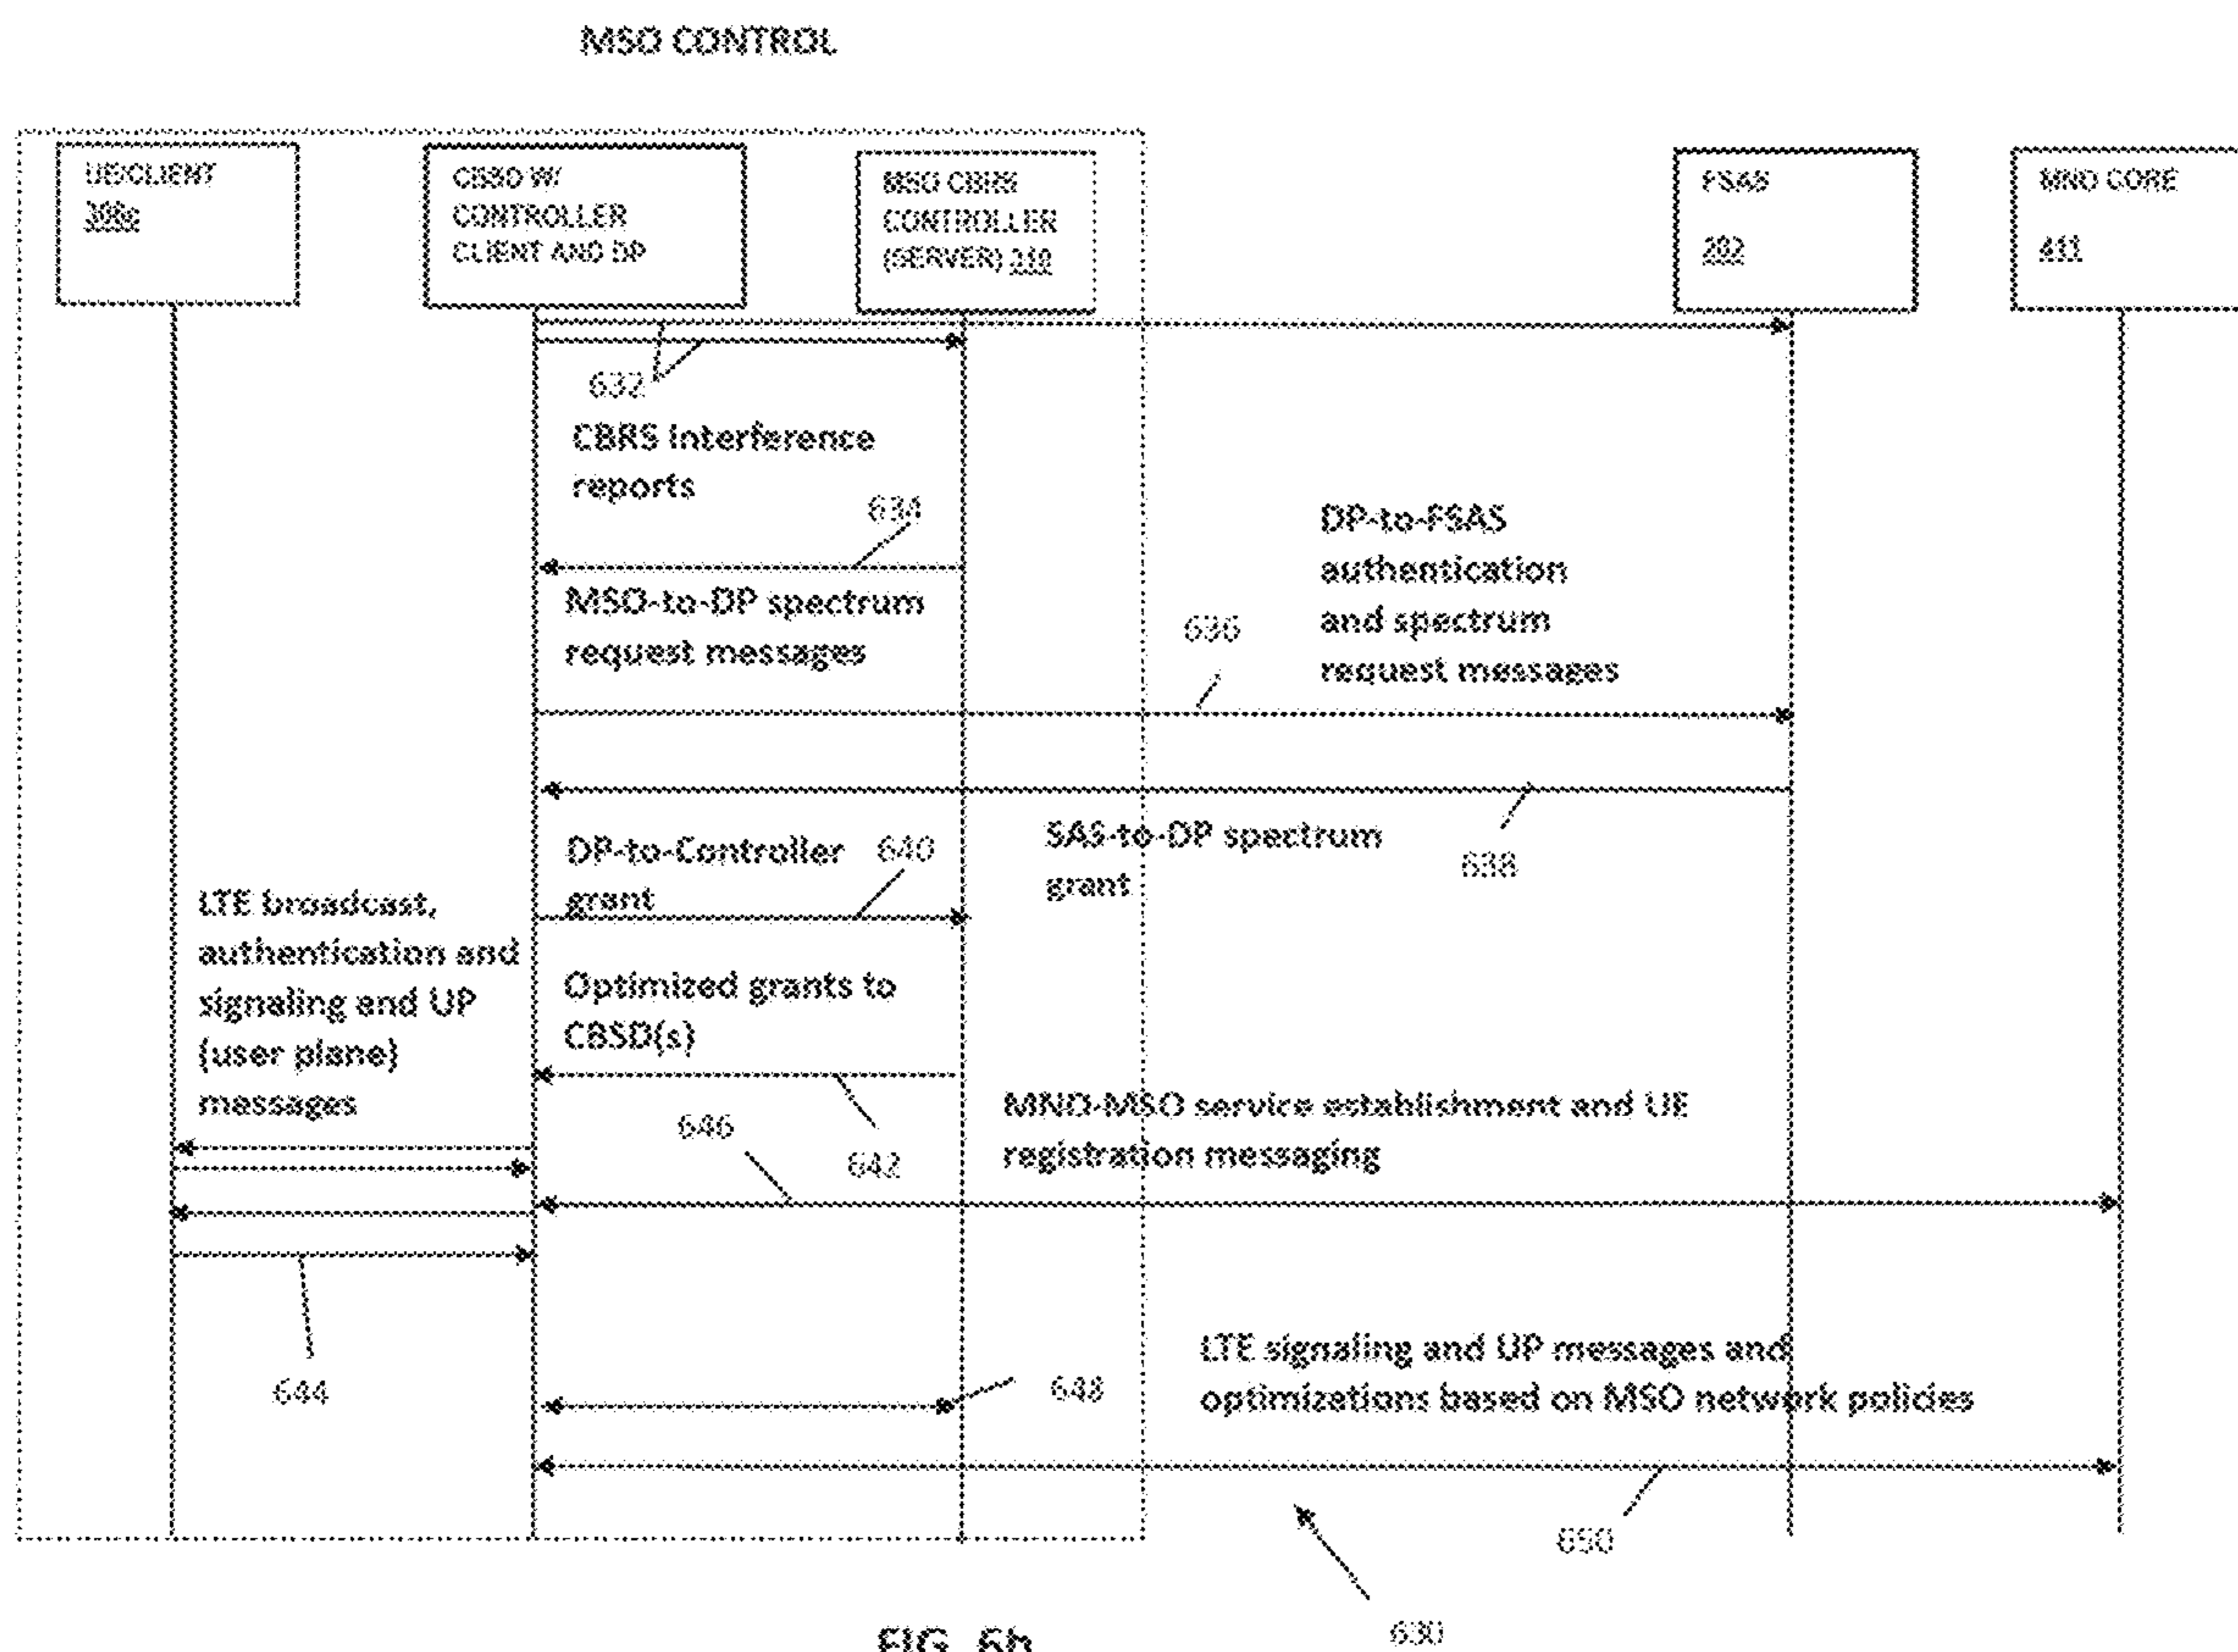 MSO CONTROL
UE/CLIENT
CBSD W/
CONTROLLER
CLIENT AND DP
MSO CBRS
CONTROLLER
(SERVER) 310
FSAS
202
MNO CORE
411
632
CBRS Interference
reports
634
MSO-to-DP spectrum
request messages
DP-to-FSAS
authentication
and spectrum
request messages
636
SAS-to-DP spectrum
grant
638
DP-to-Controller
grant
640
LTE broadcast,
authentication and
signaling and UP
(user plane)
messages
Optimized grants to
CBSD(s)
642
646
MNO-MSO service establishment and UE
registration messaging
644
648
LTE signaling and UP messages and
optimizations based on MSO network policies
650
630
FIG. 6b